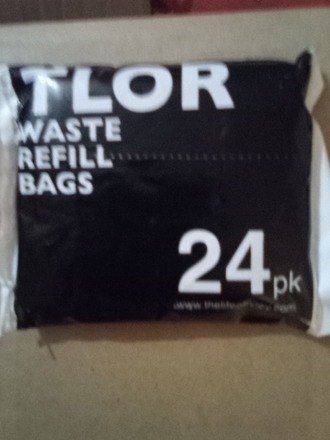 TLOR
WASTE
REFILL
BAGS
24pk